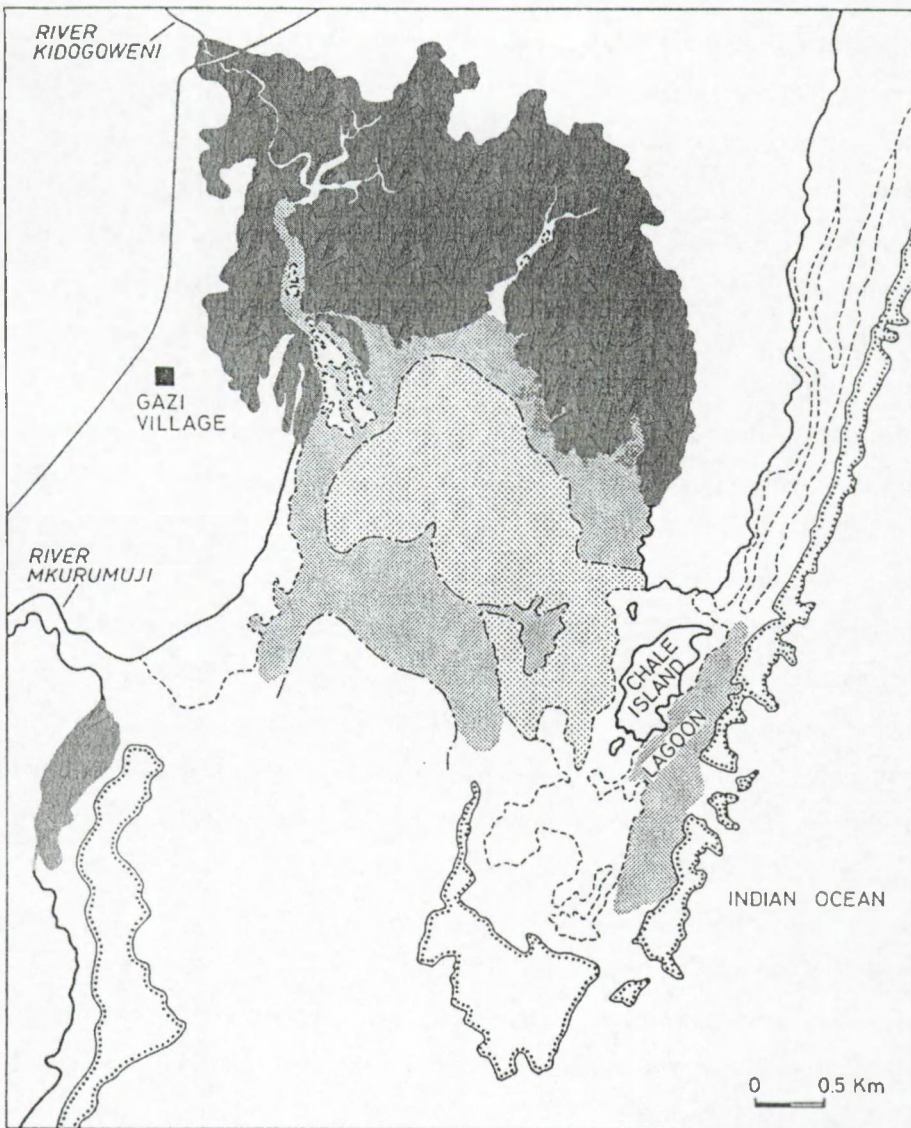 RIVER
KIDOGOWENI
GAZI
VILLAGE
RIVER
MKURUMUJI
CHALE
ISLAND
LAGOON
INDIAN OCEAN
0 0.5 Km